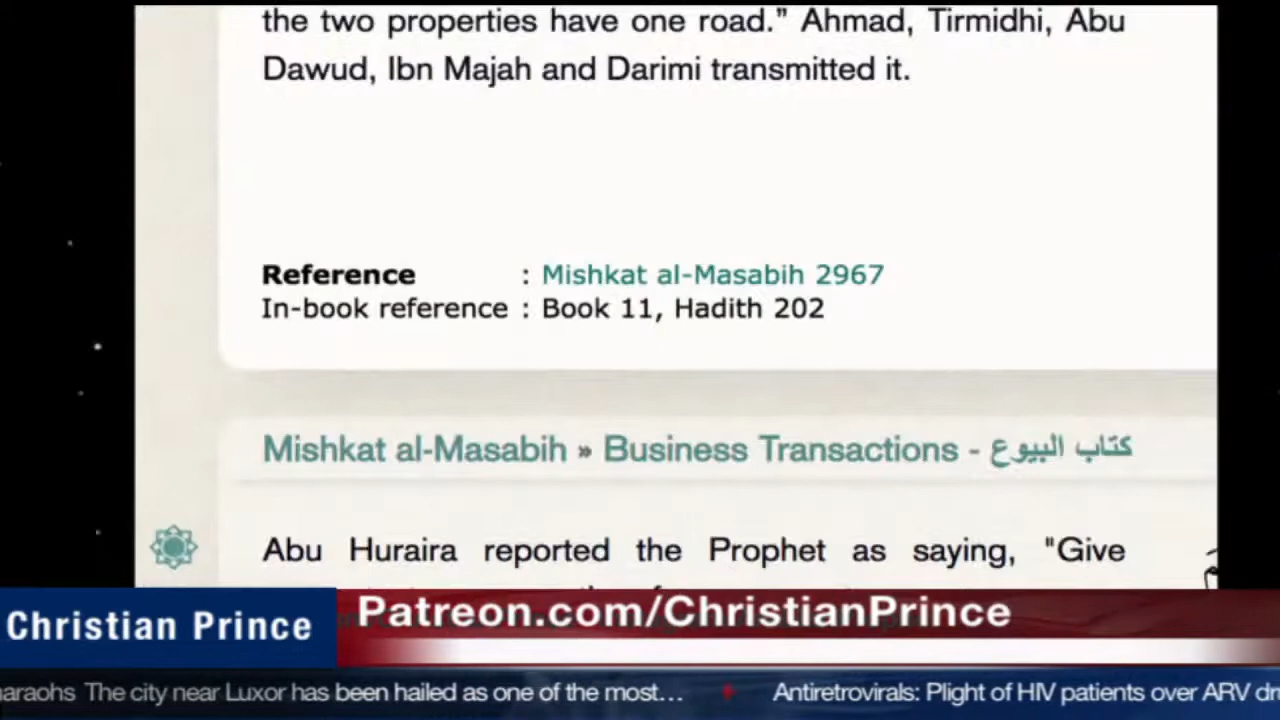 the two properties have one road.” Ahmad, Tirmidhi, Abu
Dawud, Ibn Majah and Darimi transmitted it.
Reference : Mishkat al-Masabih 2967
In-book reference : Book 11, Hadith 202
Mishkat al-Masabih » Business Transactions - كتاب البيوع
Abu Huraira reported the Prophet as saying, "Give
Christian Prince
Patreon.com/ChristianPrince
araohs The city near Luxor has been hailed as one of the most... Antiretrovirals: Plight of HIV patients over ARV dr